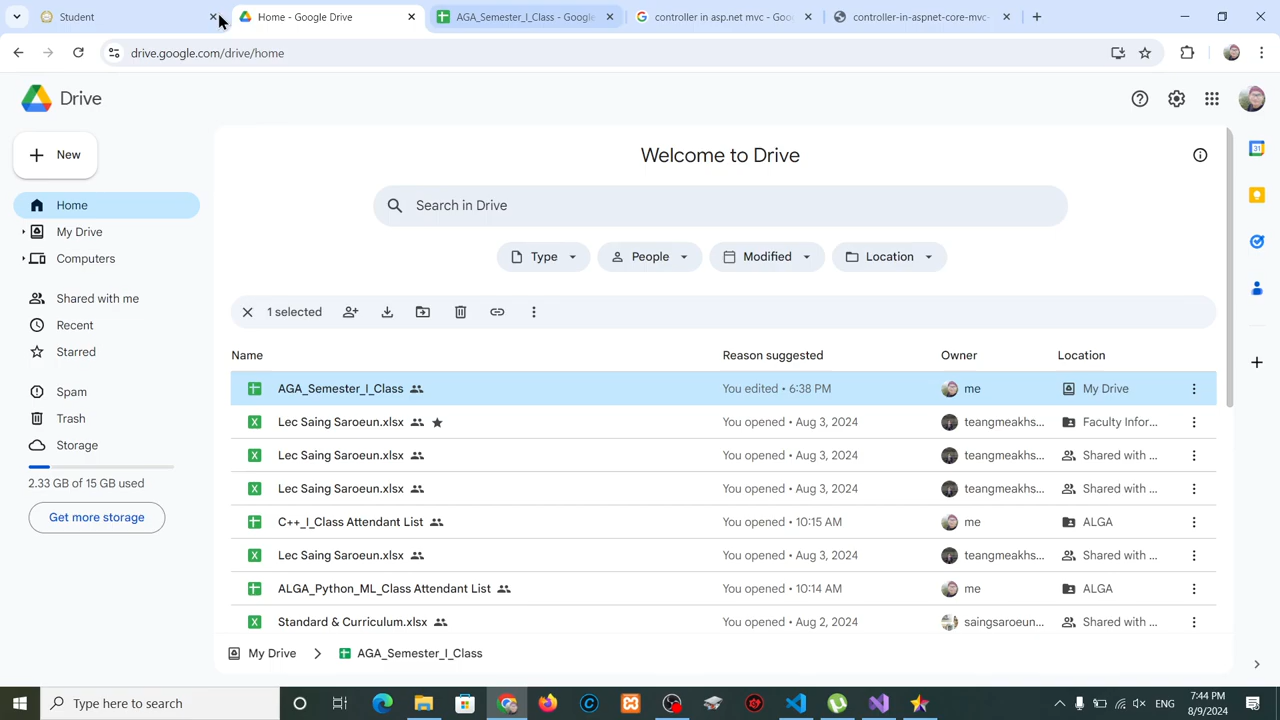 Student
Home - Google Drive
AGA_Semester_I_Class - Google
controller in asp.net mvc -
controller-in-aspnet-core-mvc-
drive.google.com/drive/home
Drive
New
Welcome to Drive
Search in Drive
Type People Modified Location
Home
My Drive
Computers
Shared with me
Recent
Starred
Spam
Trash
Storage
2.33 GB of 15 GB used
Get more storage
1 selected
Name Reason suggested Owner Location
AGA_Semester_I_Class You edited • 6:38 PM me My Drive
Lec Saing Saroeun.xlsx You opened • Aug 3, 2024 teangmeakhs... Faculty Infor...
Lec Saing Saroeun.xlsx You opened • Aug 3, 2024 teangmeakhs... Shared with ...
Lec Saing Saroeun.xlsx You opened • Aug 3, 2024 teangmeakhs... Shared with ...
C++_I_Class Attendant List You opened • 10:15 AM me ALGA
Lec Saing Saroeun.xlsx You opened • Aug 3, 2024 teangmeakhs... Shared with ...
ALGA_Python_ML_Class Attendant List You opened • 10:14 AM me ALGA
Standard & Curriculum.xlsx You opened • Aug 2, 2024 saingsaroeun... Shared with ...
My Drive AGA_Semester_I_Class
Type here to search
ENG
7:44 PM
8/9/2024